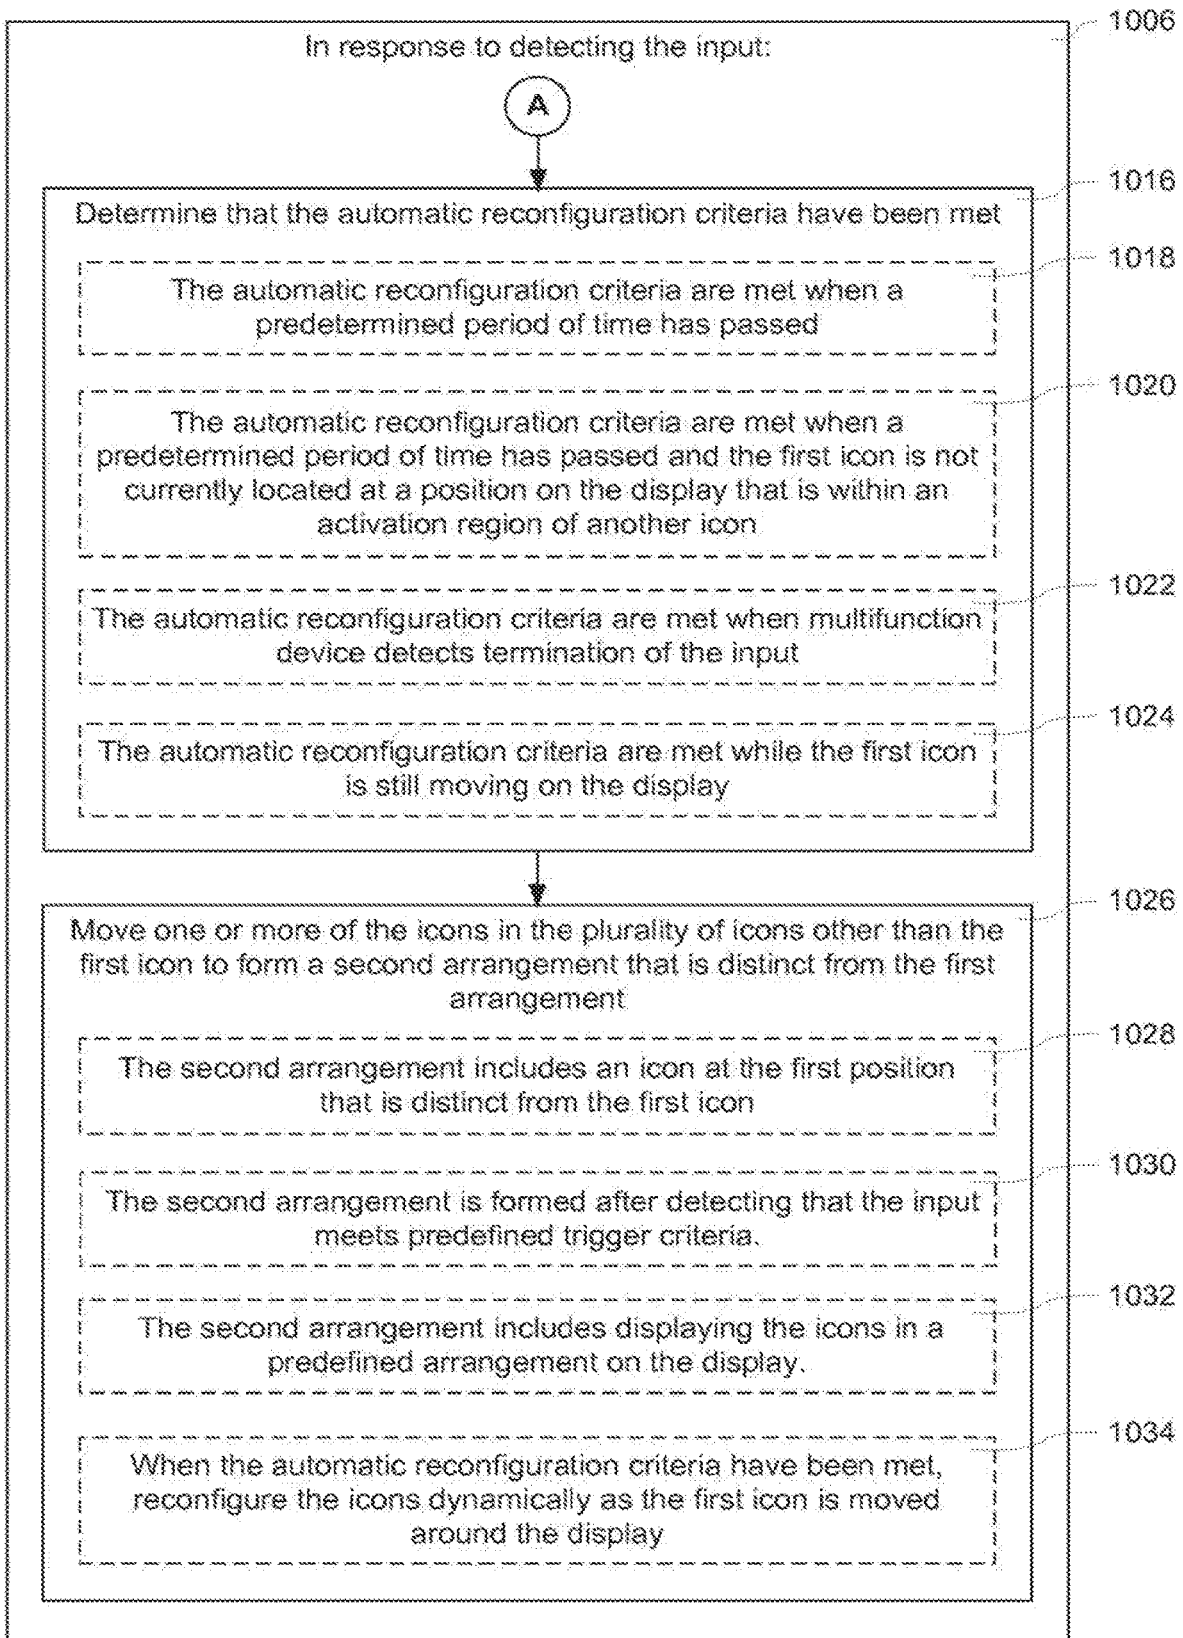 1006
In response to detecting the input:
A
1016
Determine that the automatic reconfiguration criteria have been met
1018
The automatic reconfiguration criteria are met when a
predetermined period of time has passed
1020
The automatic reconfiguration criteria are met when a
predetermined period of time has passed and the first icon is not
currently located at a position on the display that is within an
activation region of another icon
1022
The automatic reconfiguration criteria are met when multifunction
device detects termination of the input
1024
The automatic reconfiguration criteria are met while the first icon
is still moving on the display
1026
Move one or more of the icons in the plurality of icons other than the
first icon to form a second arrangement that is distinct from the first
arrangement
1028
The second arrangement includes an icon at the first position
that is distinct from the first icon
1030
The second arrangement is formed after detecting that the input
meets predefined trigger criteria.
1032
The second arrangement includes displaying the icons in a
predefined arrangement on the display.
1034
When the automatic reconfiguration criteria have been met,
reconfigure the icons dynamically as the first icon is moved
around the display